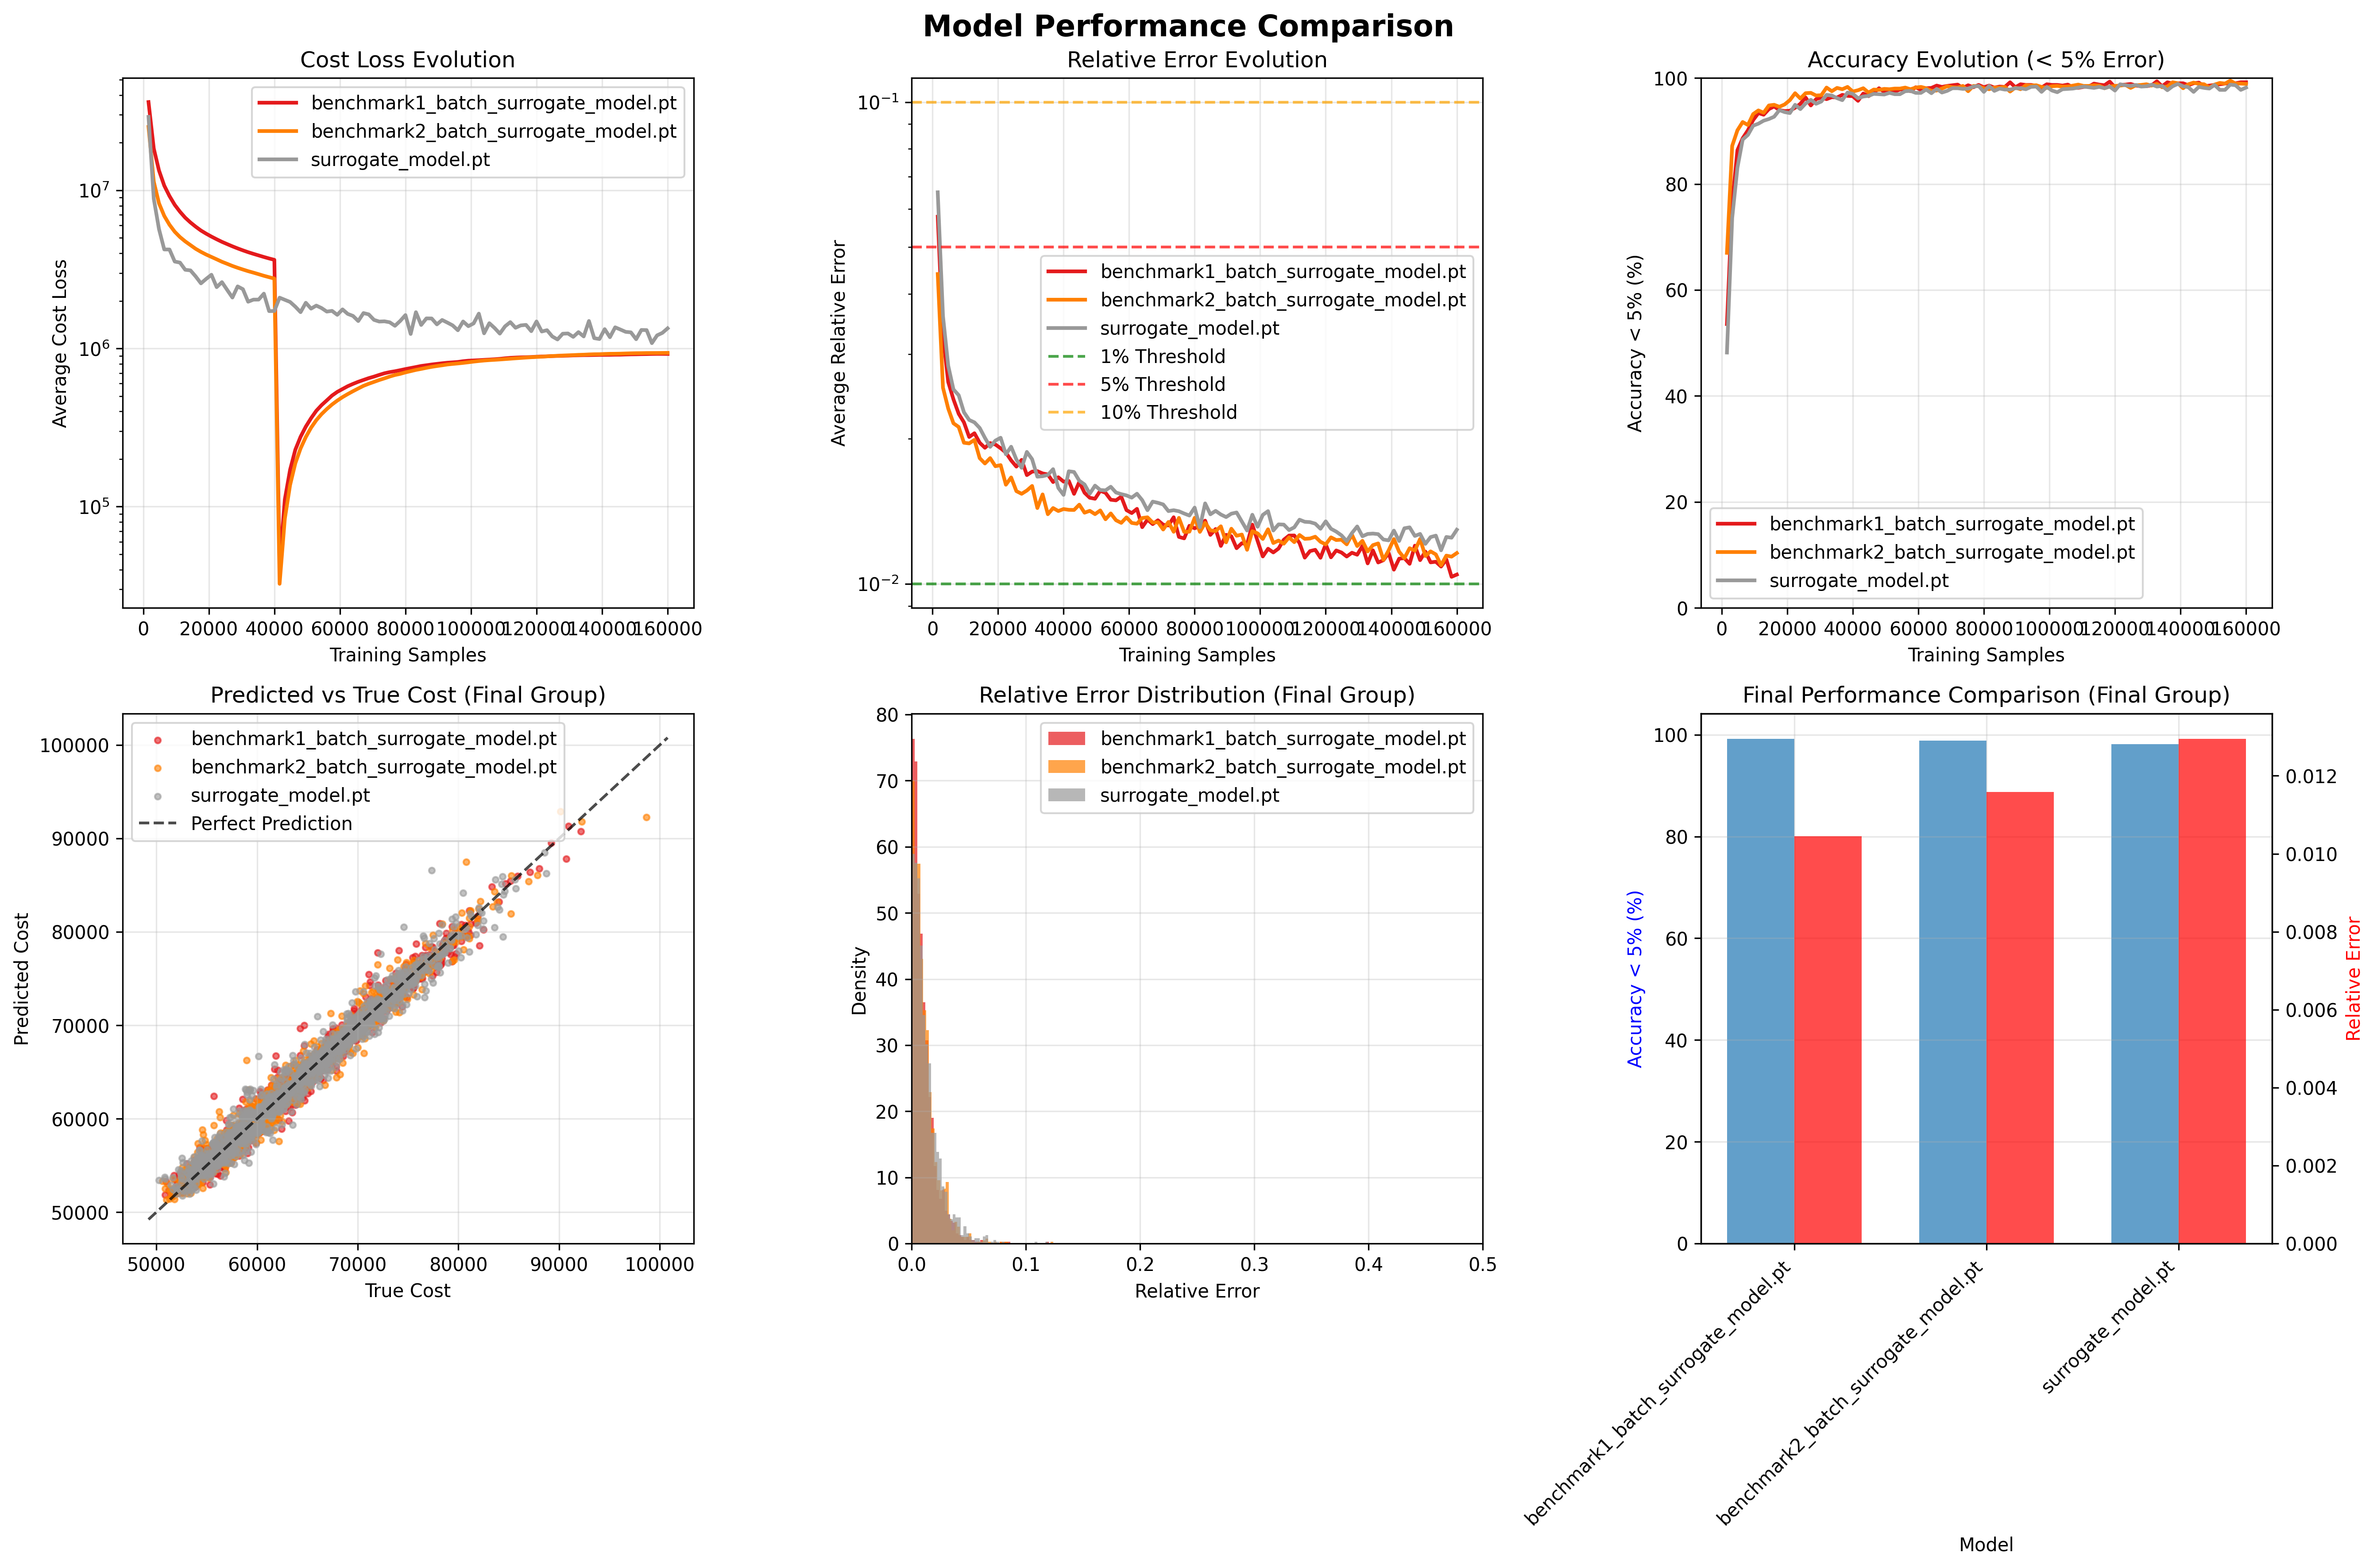 Model Performance Comparison
Cost Loss Evolution
Average Cost Loss
10^7
10^6
10^5
benchmark1_batch_surrogate_model.pt
benchmark2_batch_surrogate_model.pt
surrogate_model.pt
0 20000 40000 60000 80000 100000 120000 140000 160000
Training Samples
Relative Error Evolution
Average Relative Error
10^-1
10^-2
benchmark1_batch_surrogate_model.pt
benchmark2_batch_surrogate_model.pt
surrogate_model.pt
1% Threshold
5% Threshold
10% Threshold
0 20000 40000 60000 80000 100000 120000 140000 160000
Training Samples
Accuracy Evolution (< 5% Error)
Accuracy < 5% (%)
100
80
60
40
20
0
benchmark1_batch_surrogate_model.pt
benchmark2_batch_surrogate_model.pt
surrogate_model.pt
0 20000 40000 60000 80000 100000 120000 140000 160000
Training Samples
Predicted vs True Cost (Final Group)
Predicted Cost
100000
90000
80000
70000
60000
50000
benchmark1_batch_surrogate_model.pt
benchmark2_batch_surrogate_model.pt
surrogate_model.pt
Perfect Prediction
50000 60000 70000 80000 90000 100000
True Cost
Relative Error Distribution (Final Group)
Density
80
70
60
50
40
30
20
10
0
benchmark1_batch_surrogate_model.pt
benchmark2_batch_surrogate_model.pt
surrogate_model.pt
0.0 0.1 0.2 0.3 0.4 0.5
Relative Error
Final Performance Comparison (Final Group)
Accuracy < 5% (%)
100
80
60
40
20
0
0.012
0.010
0.008
0.006
0.004
0.002
0.000
Relative Error
benchmark1_batch_surrogate_model.pt
benchmark2_batch_surrogate_model.pt
surrogate_model.pt
Model